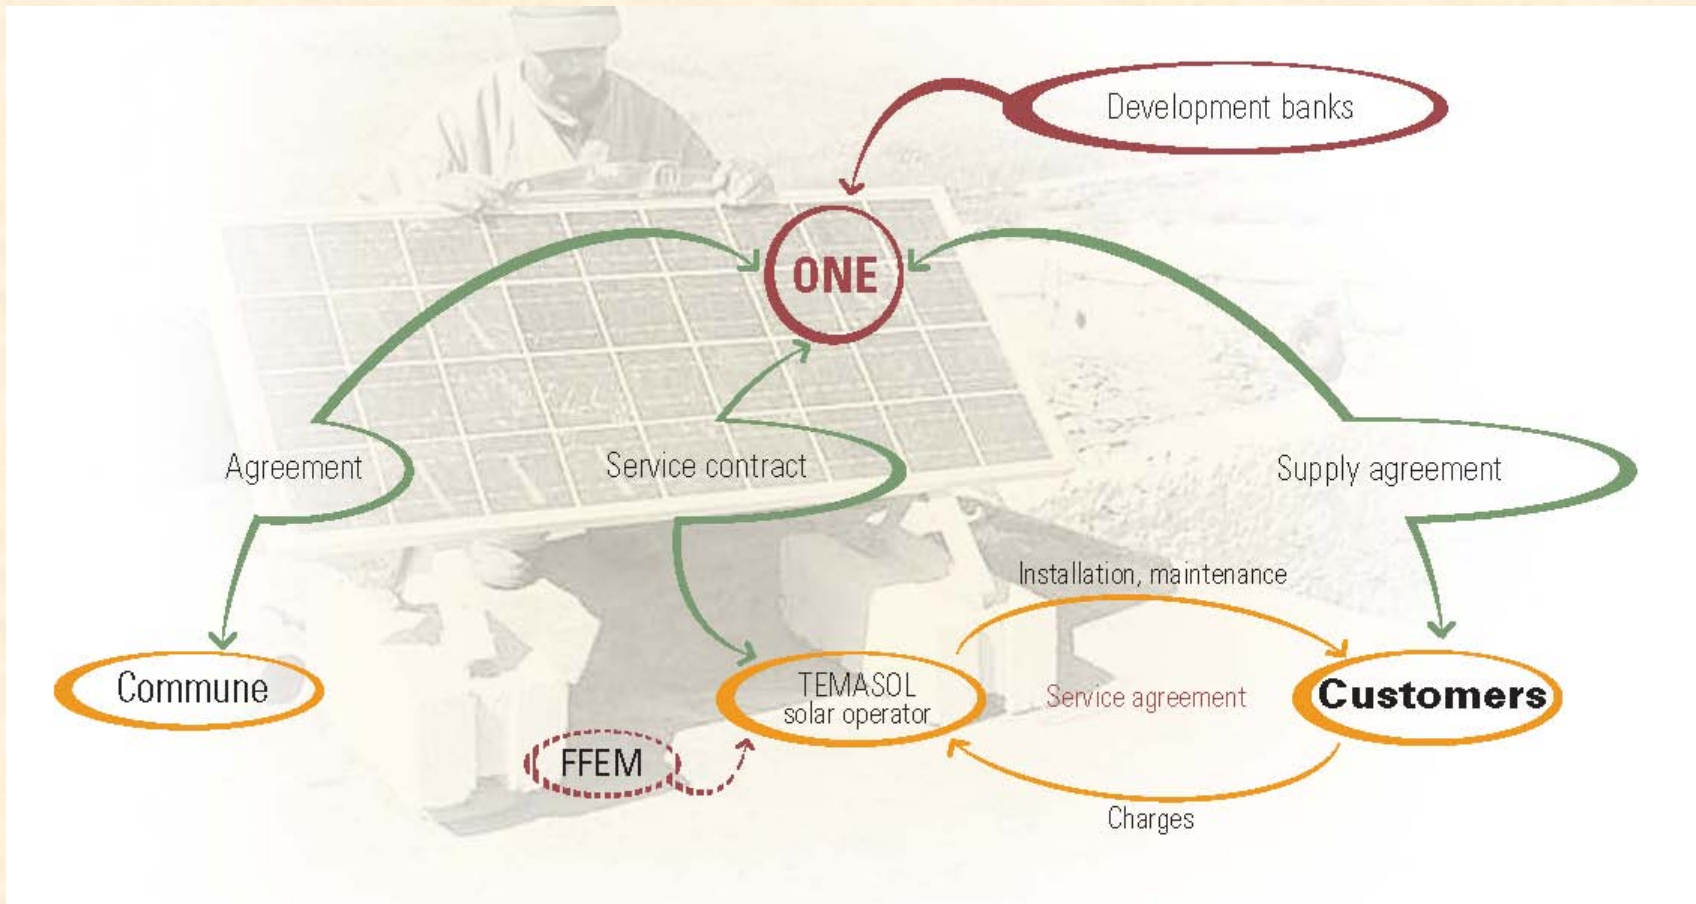 Development banks
ONE
Agreement
Service contract
Supply agreement
Installation, maintenance
Commune
TEMASOL
solar operator
Service agreement
Customers
FFEM
Charges